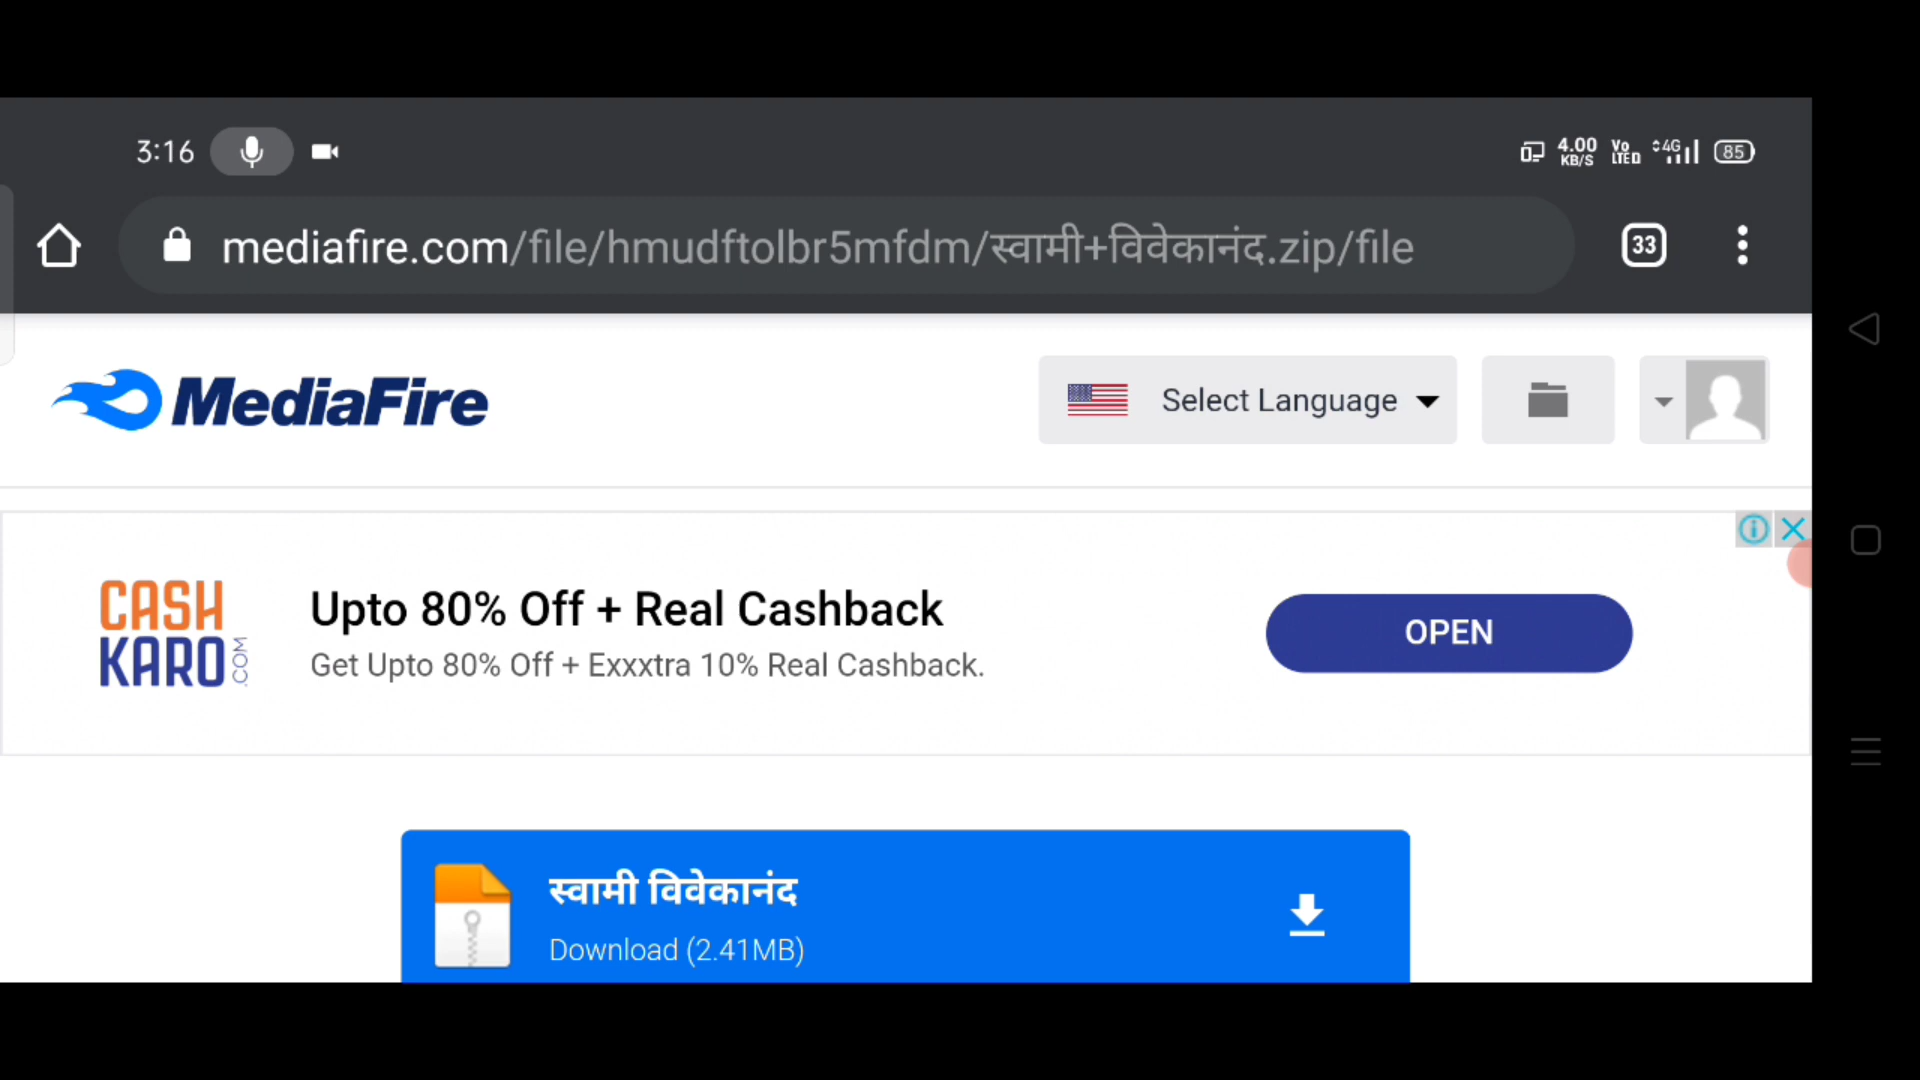 3:16
4.00 KB/S Vo LTED 4G 85
mediafire.com/file/hmudftolbr5mfdm/स्वामी+विवेकानंद.zip/file
33
MediaFire
Select Language
CASH
KARO
.COM
Upto 80% Off + Real Cashback
Get Upto 80% Off + Exxxtra 10% Real Cashback.
OPEN
स्वामी विवेकानंद
Download (2.41MB)